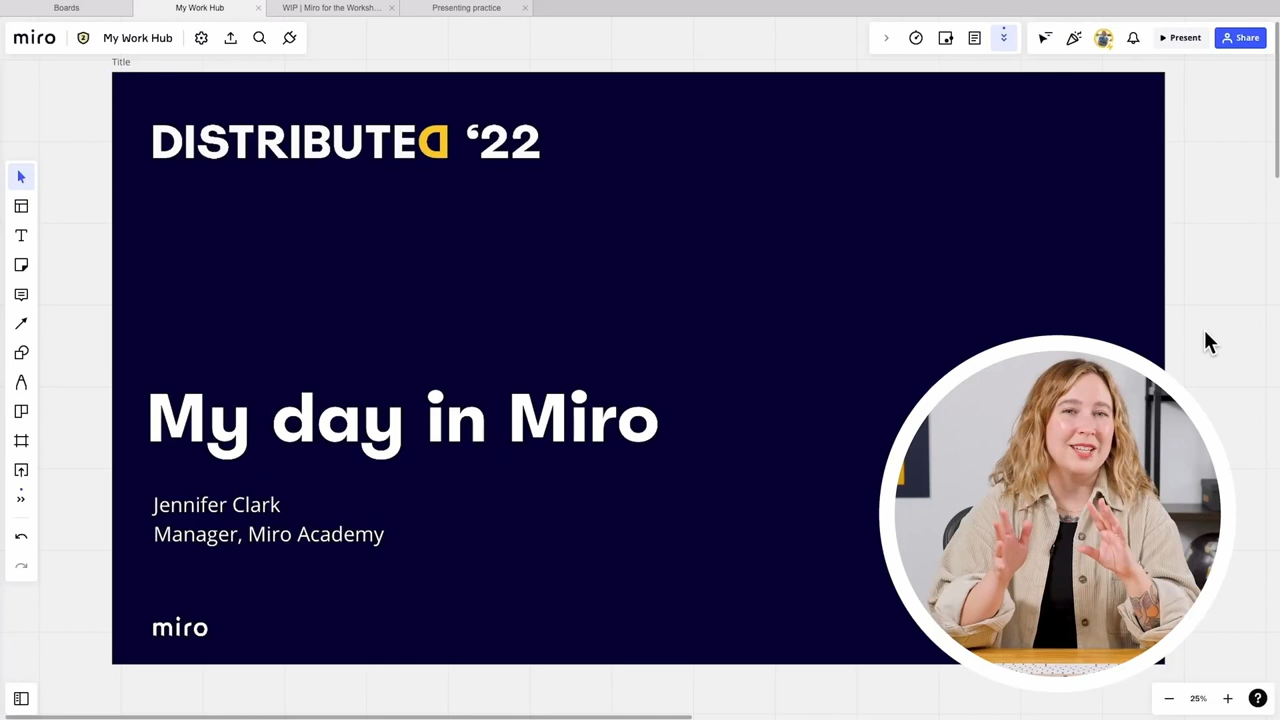 Boards
My Work Hub
WIP | Miro for the Worksh...
Presenting practice
miro
My Work Hub
Present
Share
Title
DISTRIBUTED ‘22
My day in Miro
Jennifer Clark
Manager, Miro Academy
miro
25%